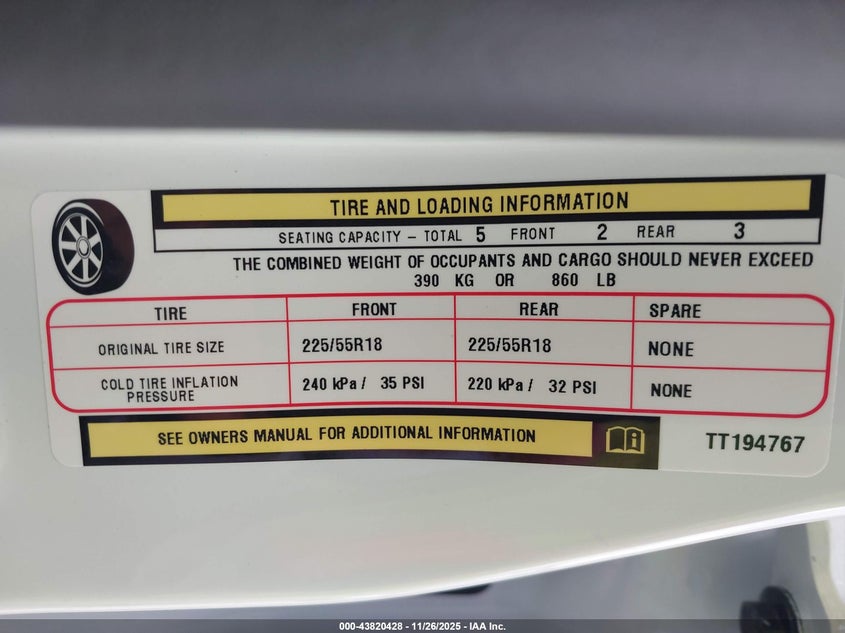 TIRE AND LOADING INFORMATION
SEATING CAPACITY – TOTAL 5 FRONT 2 REAR 3
THE COMBINED WEIGHT OF OCCUPANTS AND CARGO SHOULD NEVER EXCEED
390 KG OR 860 LB
TIRE FRONT REAR SPARE
ORIGINAL TIRE SIZE 225/55R18 225/55R18 NONE
COLD TIRE INFLATION PRESSURE 240 kPa / 35 PSI 220 kPa / 32 PSI NONE
SEE OWNERS MANUAL FOR ADDITIONAL INFORMATION
TT194767
000-43820428 - 11/26/2025 - IAA Inc.